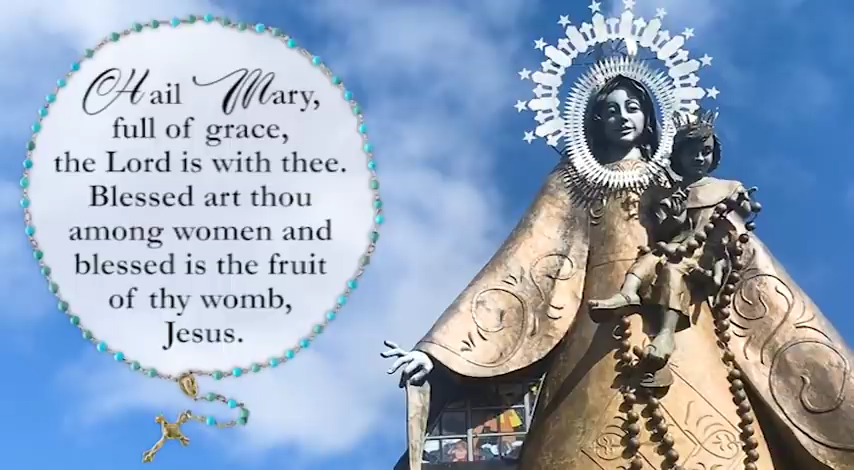 Hail Mary,
full of grace,
the Lord is with thee.
Blessed art thou
among women and
blessed is the fruit
of thy womb,
Jesus.